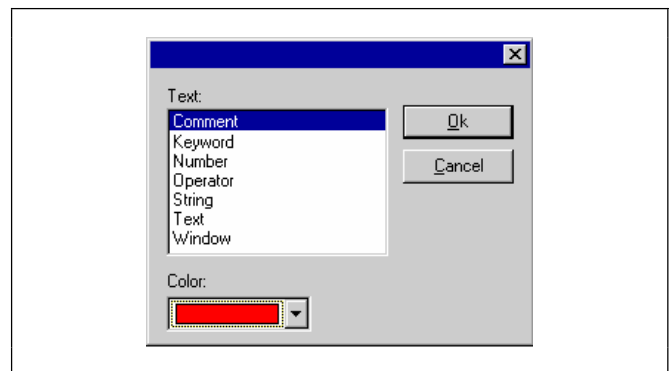 Text:
Comment
Keyword
Number
Operator
String
Text
Window
Ok
Cancel
Color: